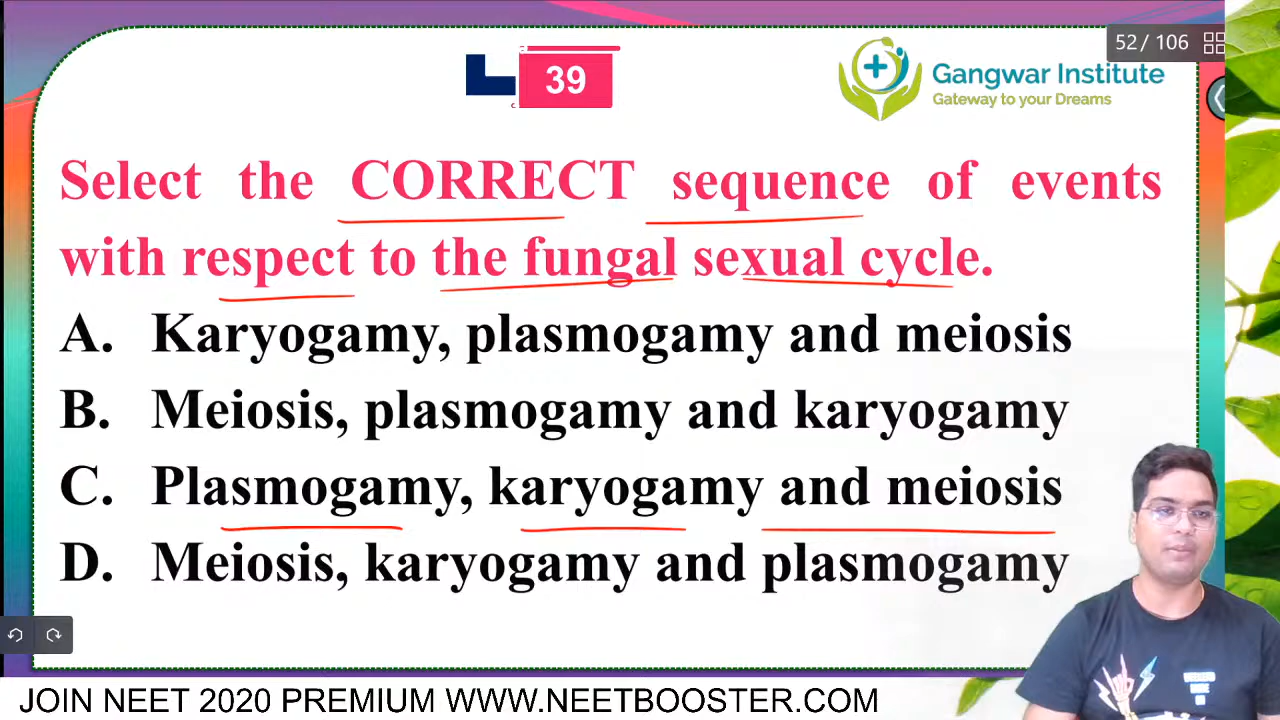 52 / 106
39
Gangwar Institute
Gateway to your Dreams
Select the CORRECT sequence of events
with respect to the fungal sexual cycle.
A. Karyogamy, plasmogamy and meiosis
B. Meiosis, plasmogamy and karyogamy
C. Plasmogamy, karyogamy and meiosis
D. Meiosis, karyogamy and plasmogamy
JOIN NEET 2020 PREMIUM WWW.NEETBOOSTER.COM